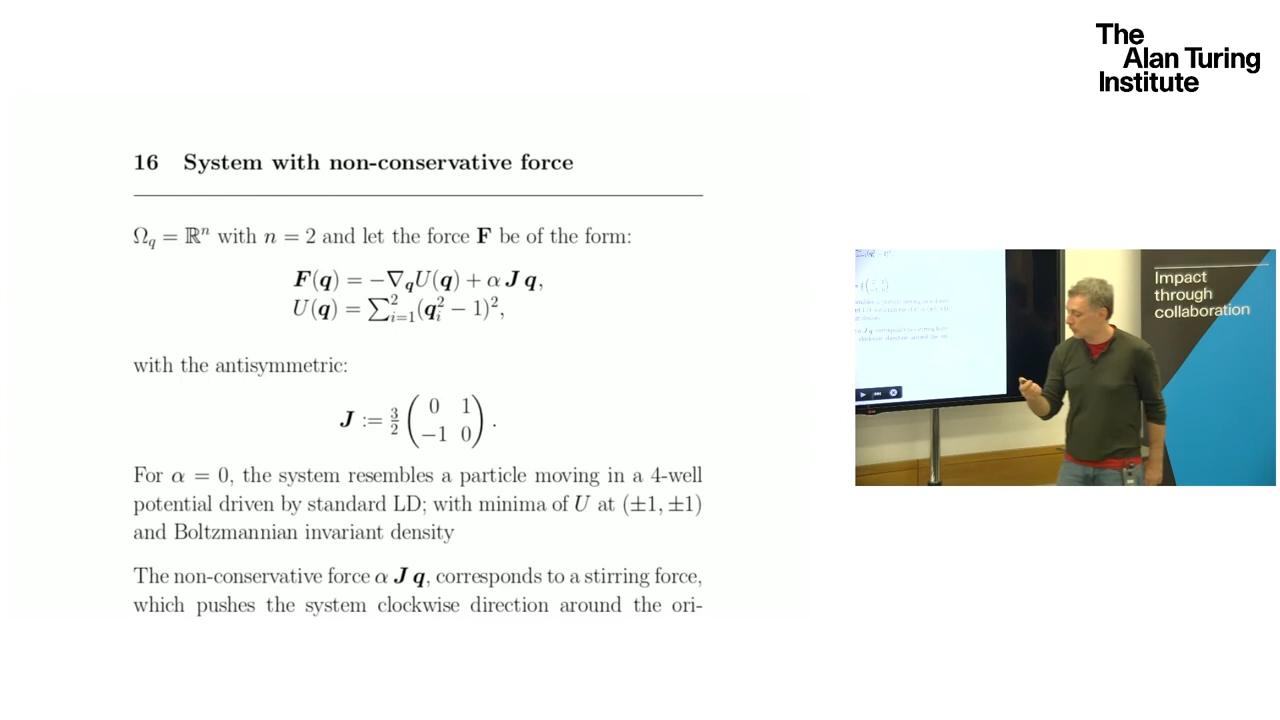 The
Alan Turing
Institute
16 System with non-conservative force
Ω_q = ℝⁿ with n = 2 and let the force F be of the form:
F(q) = −∇_q U(q) + α J q,
U(q) = ∑²_{i=1}(q_i² − 1)²,
with the antisymmetric:
J := 3/2 ( 0 1
−1 0 ) .
For α = 0, the system resembles a particle moving in a 4-well
potential driven by standard LD; with minima of U at (±1, ±1)
and Boltzmannian invariant density
The non-conservative force α J q, corresponds to a stirring force,
which pushes the system clockwise direction around the ori-
Impact
through
collaboration